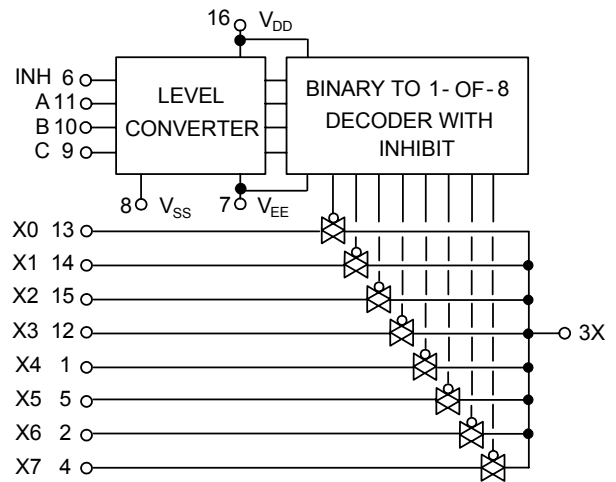 16 V_DD
INH 6
A 11
B 10
C 9
LEVEL
CONVERTER
BINARY TO 1- OF-8
DECODER WITH
INHIBIT
8 V_SS
7 V_EE
X0 13
X1 14
X2 15
X3 12
X4 1
X5 5
X6 2
X7 4
3X